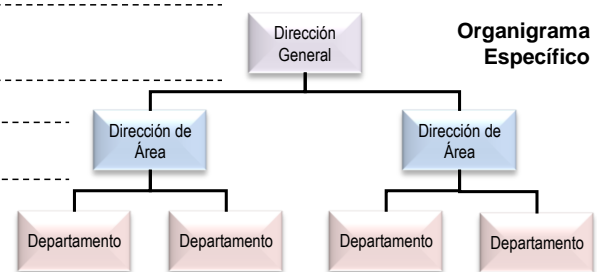 Organigrama
Específico
Dirección
General
Dirección de
Área
Dirección de
Área
Departamento
Departamento
Departamento
Departamento